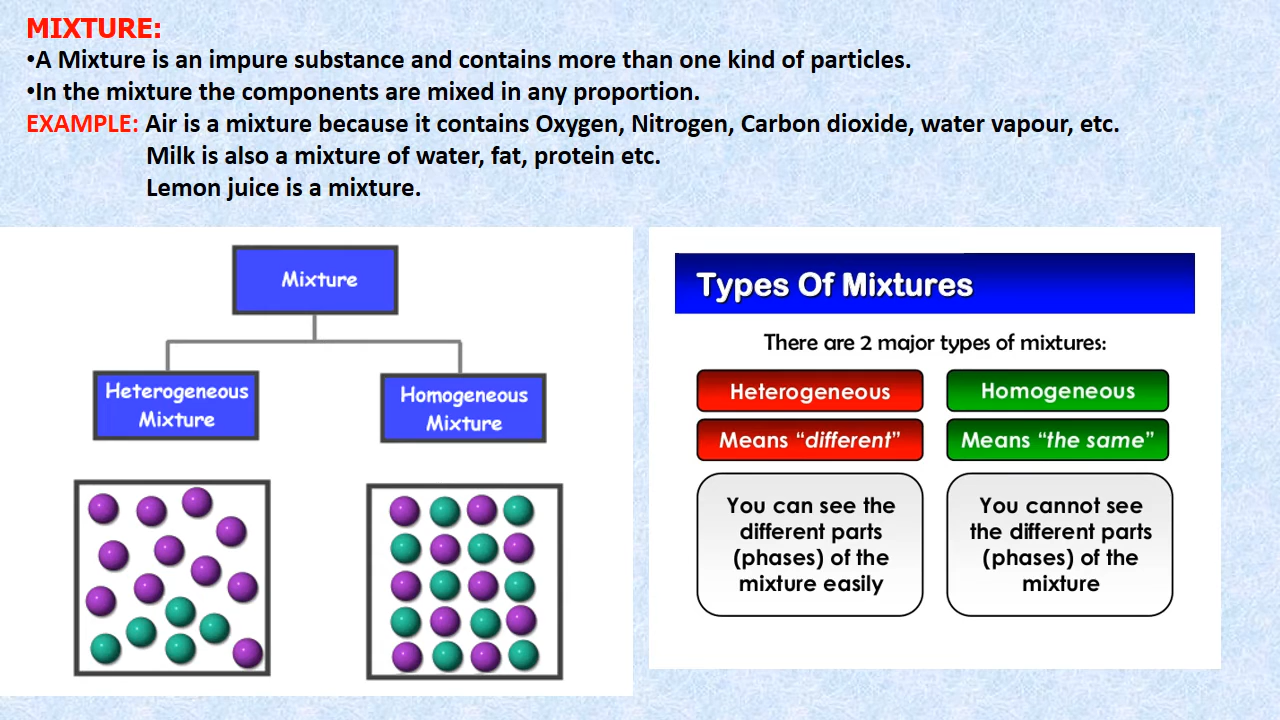 MIXTURE:
•A Mixture is an impure substance and contains more than one kind of particles.
•In the mixture the components are mixed in any proportion.
EXAMPLE: Air is a mixture because it contains Oxygen, Nitrogen, Carbon dioxide, water vapour, etc.
Milk is also a mixture of water, fat, protein etc.
Lemon juice is a mixture.
Mixture
Heterogeneous
Mixture
Homogeneous
Mixture
Types Of Mixtures
There are 2 major types of mixtures:
Heterogeneous
Means “different”
You can see the
different parts
(phases) of the
mixture easily
Homogeneous
Means “the same”
You cannot see
the different parts
(phases) of the
mixture